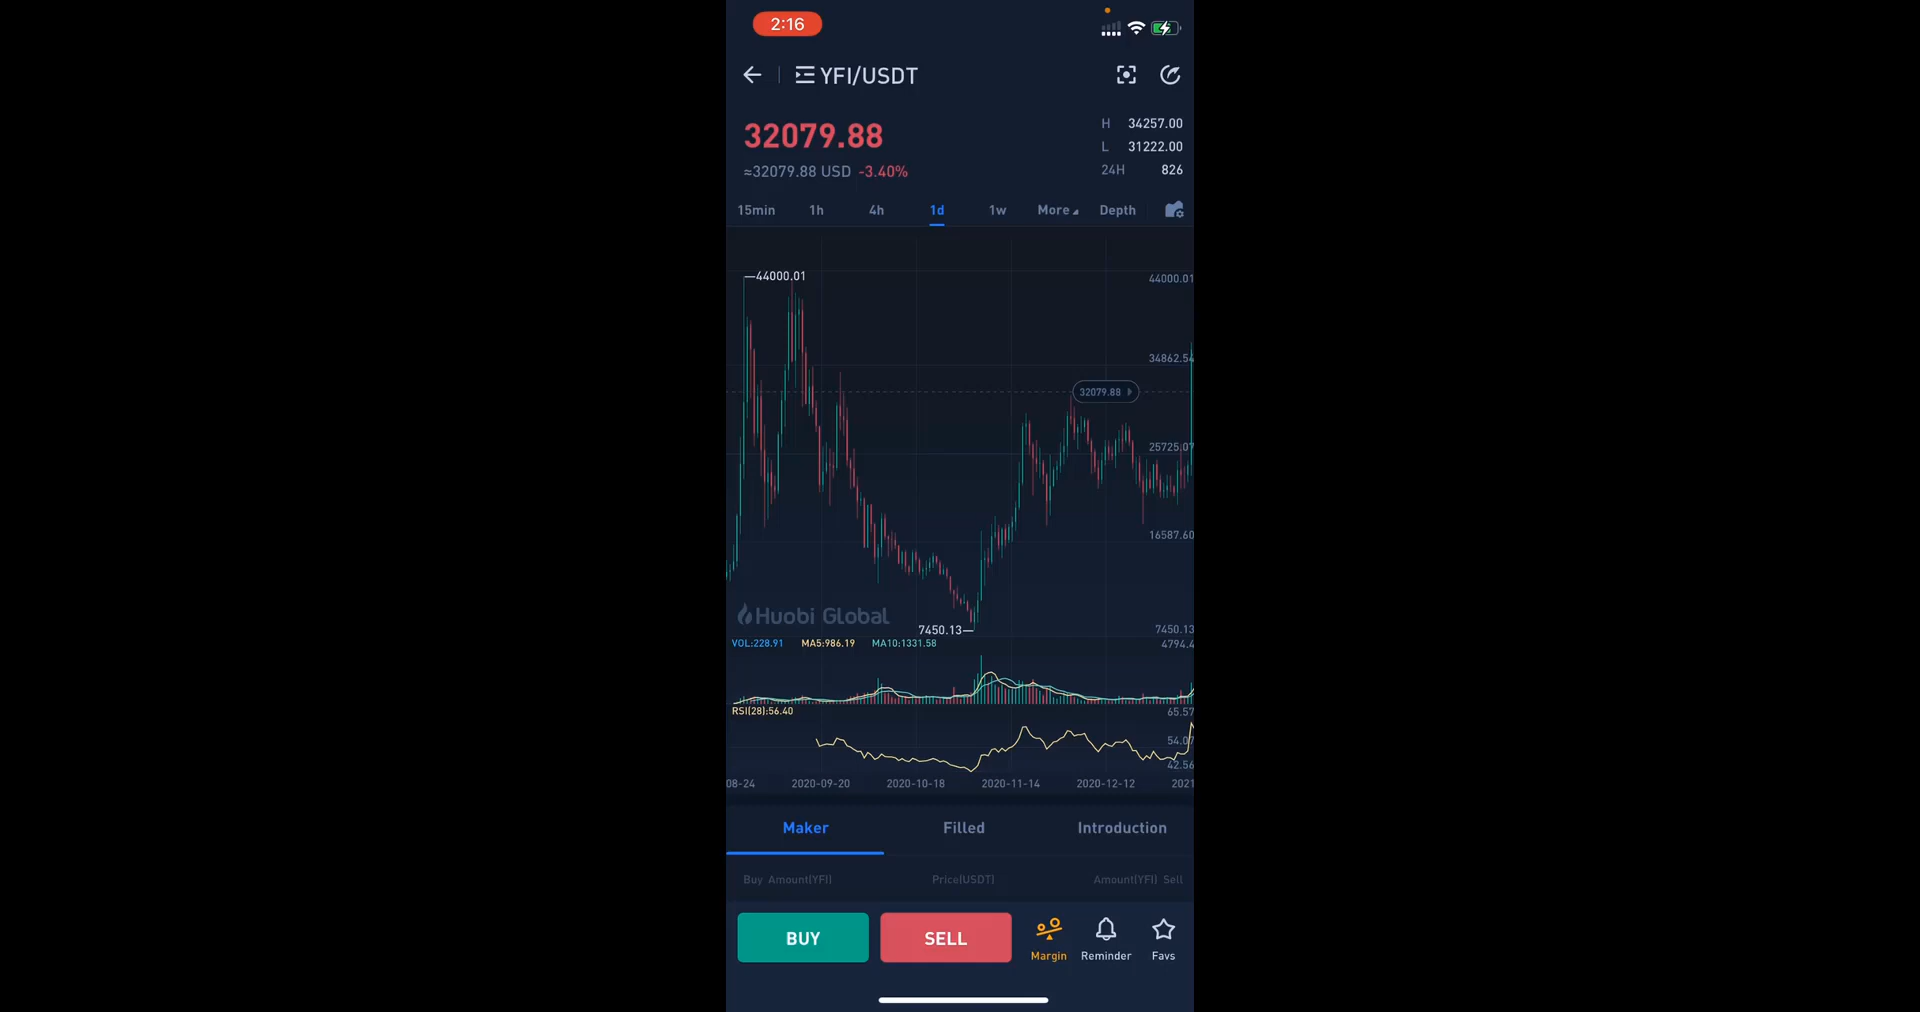 2:16
YFI/USDT
32079.88
≈32079.88 USD -3.40%
H 34257.00
L 31222.00
24H 826
15min 1h 4h 1d 1w More Depth
44000.01
44000.01
34862.54
32079.88
25725.07
16587.60
Huobi Global
7450.13
7450.13
VOL:228.91 MA5:986.19 MA10:1331.58
4794.4
RSI(28):56.40
65.57
54.07
42.56
08-24 2020-09-20 2020-10-18 2020-11-14 2020-12-12 2021
Maker Filled Introduction
Buy Amount(YFI) Price(USDT) Amount(YFI) Sell
BUY SELL Margin Reminder Favs